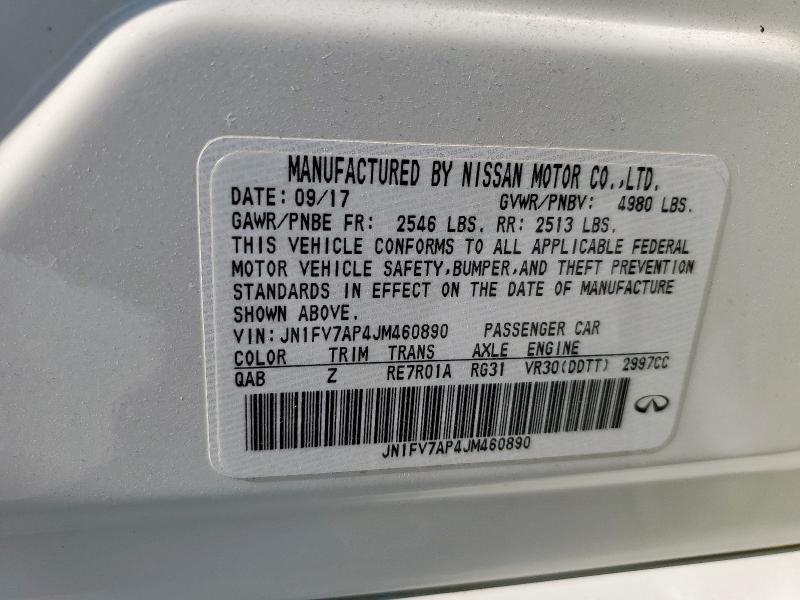 MANUFACTURED BY NISSAN MOTOR CO.,LTD.
DATE: 09/17 GVWR/PNBV: 4980 LBS.
GAWR/PNBE FR: 2546 LBS. RR: 2513 LBS.
THIS VEHICLE CONFORMS TO ALL APPLICABLE FEDERAL
MOTOR VEHICLE SAFETY,BUMPER,AND THEFT PREVENTION
STANDARDS IN EFFECT ON THE DATE OF MANUFACTURE
SHOWN ABOVE.
VIN:JN1FV7AP4JM460890 PASSENGER CAR
COLOR TRIM TRANS AXLE ENGINE
QAB Z RE7R01A RG31 VR30(DDTT) 2997CC
JN1FV7AP4JM460890